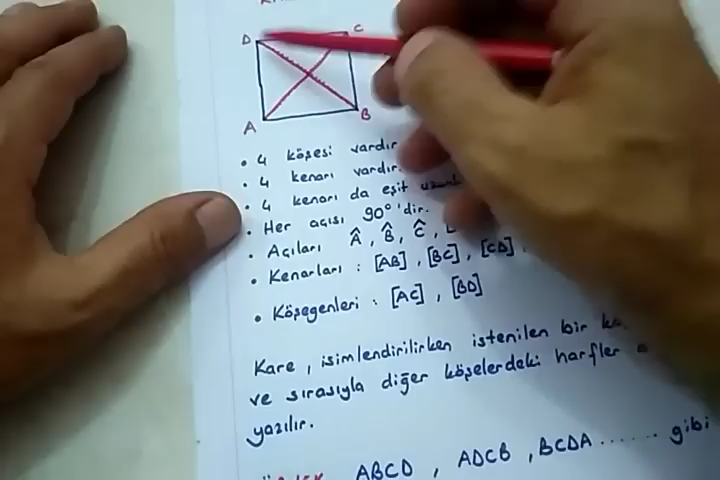 D C
A B
• 4 köşesi vardır
• 4 kenarı vardır.
• 4 kenarı da eşit
• Her açısı 90° 'dir.
• Açıları Â, B̂, Ĉ,
• Kenarları : [AB], [BC], [CD]
• Köşegenleri : [AC], [BD]
Kare, isimlendirilirken istenilen bir
ve sırasıyla diğer köşelerdeki harfler
yazılır.
ABCD, ADCB, BCDA ...... gibi